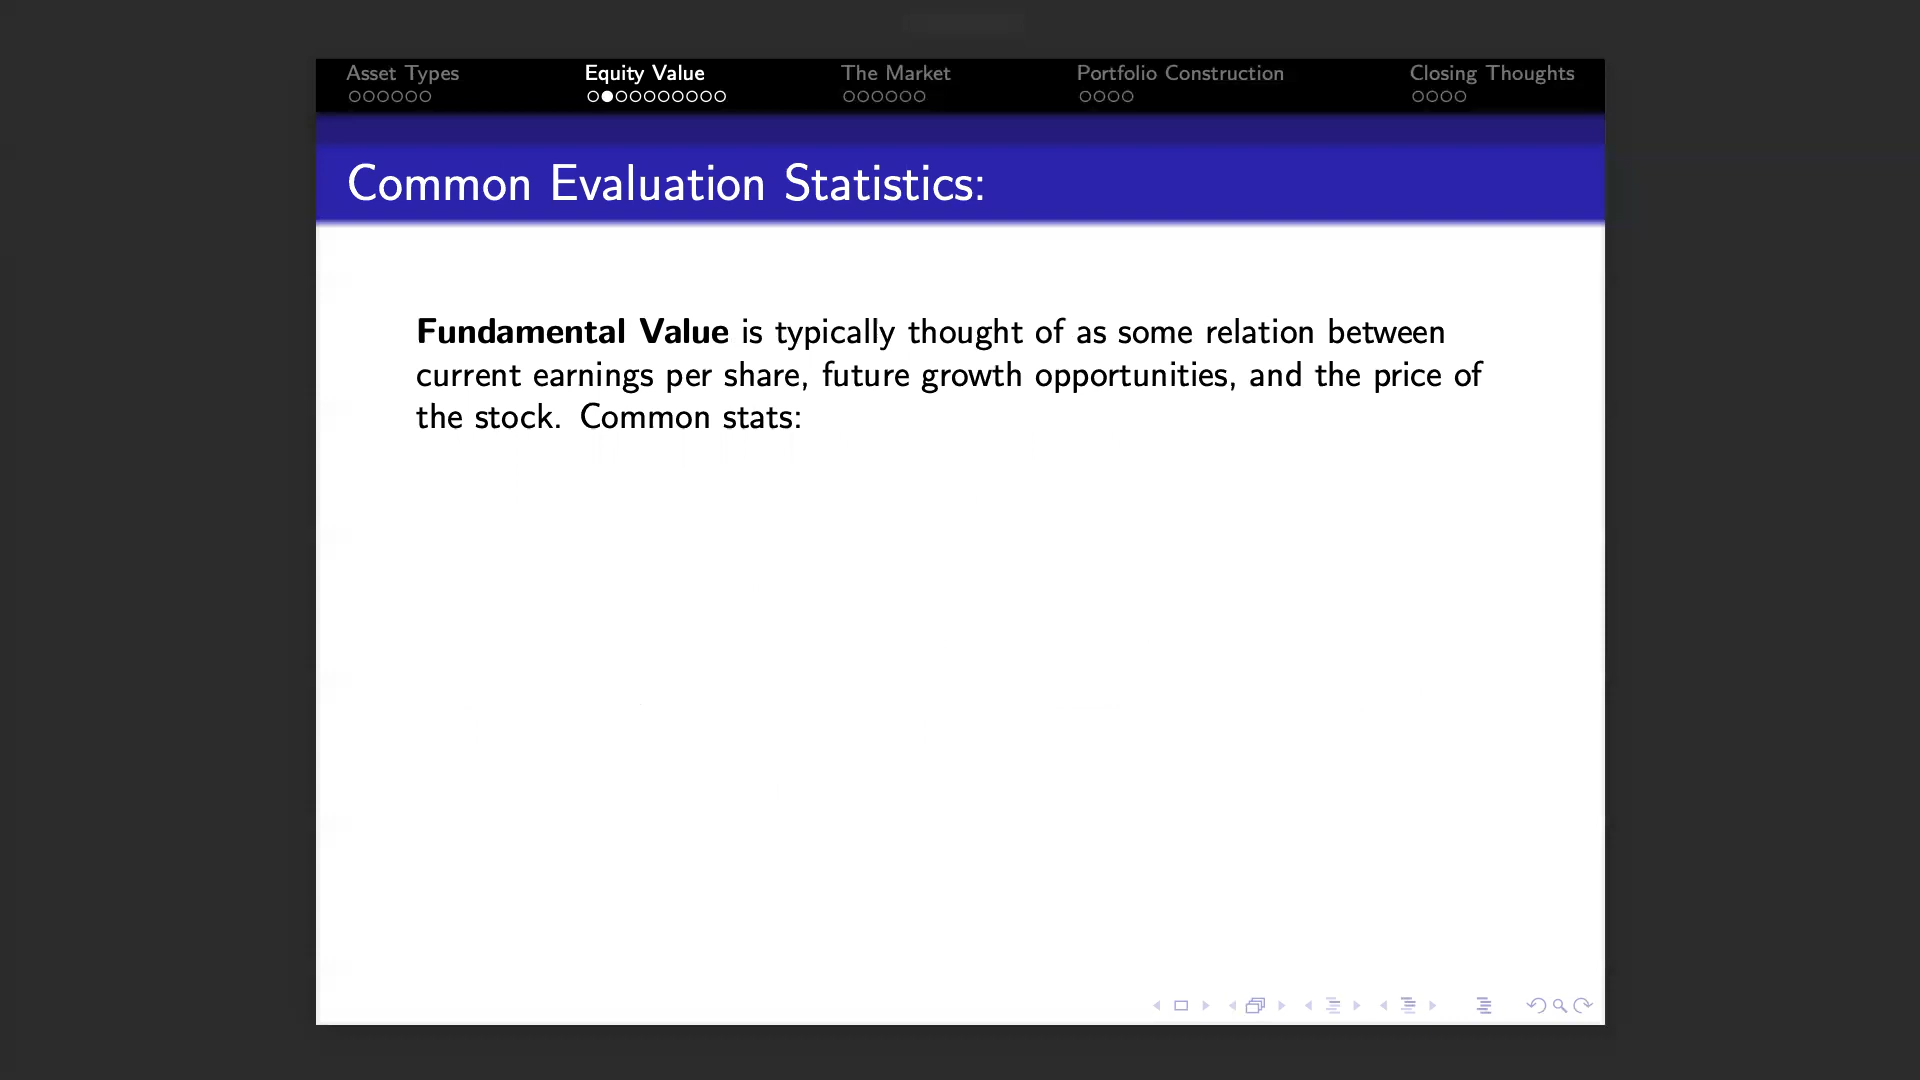 Asset Types
Equity Value
The Market
Portfolio Construction
Closing Thoughts
Common Evaluation Statistics:
Fundamental Value is typically thought of as some relation between
current earnings per share, future growth opportunities, and the price of
the stock. Common stats: